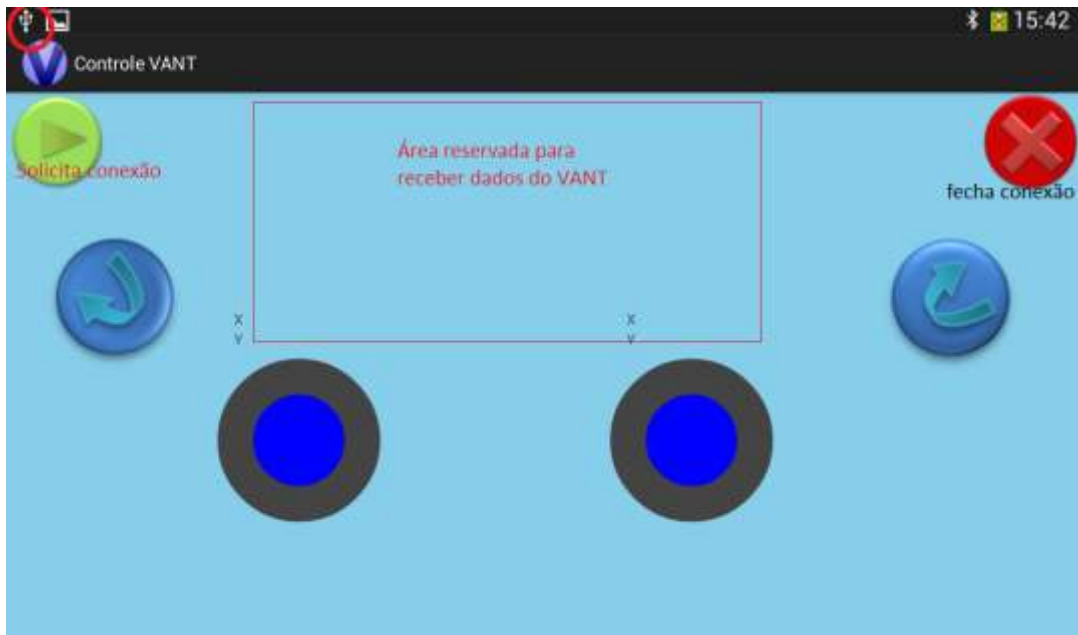 15:42
Controle VANT
Área reservada para
receber dados do VANT
Solicita conexão
fecha conexão
X
Y
X
Y